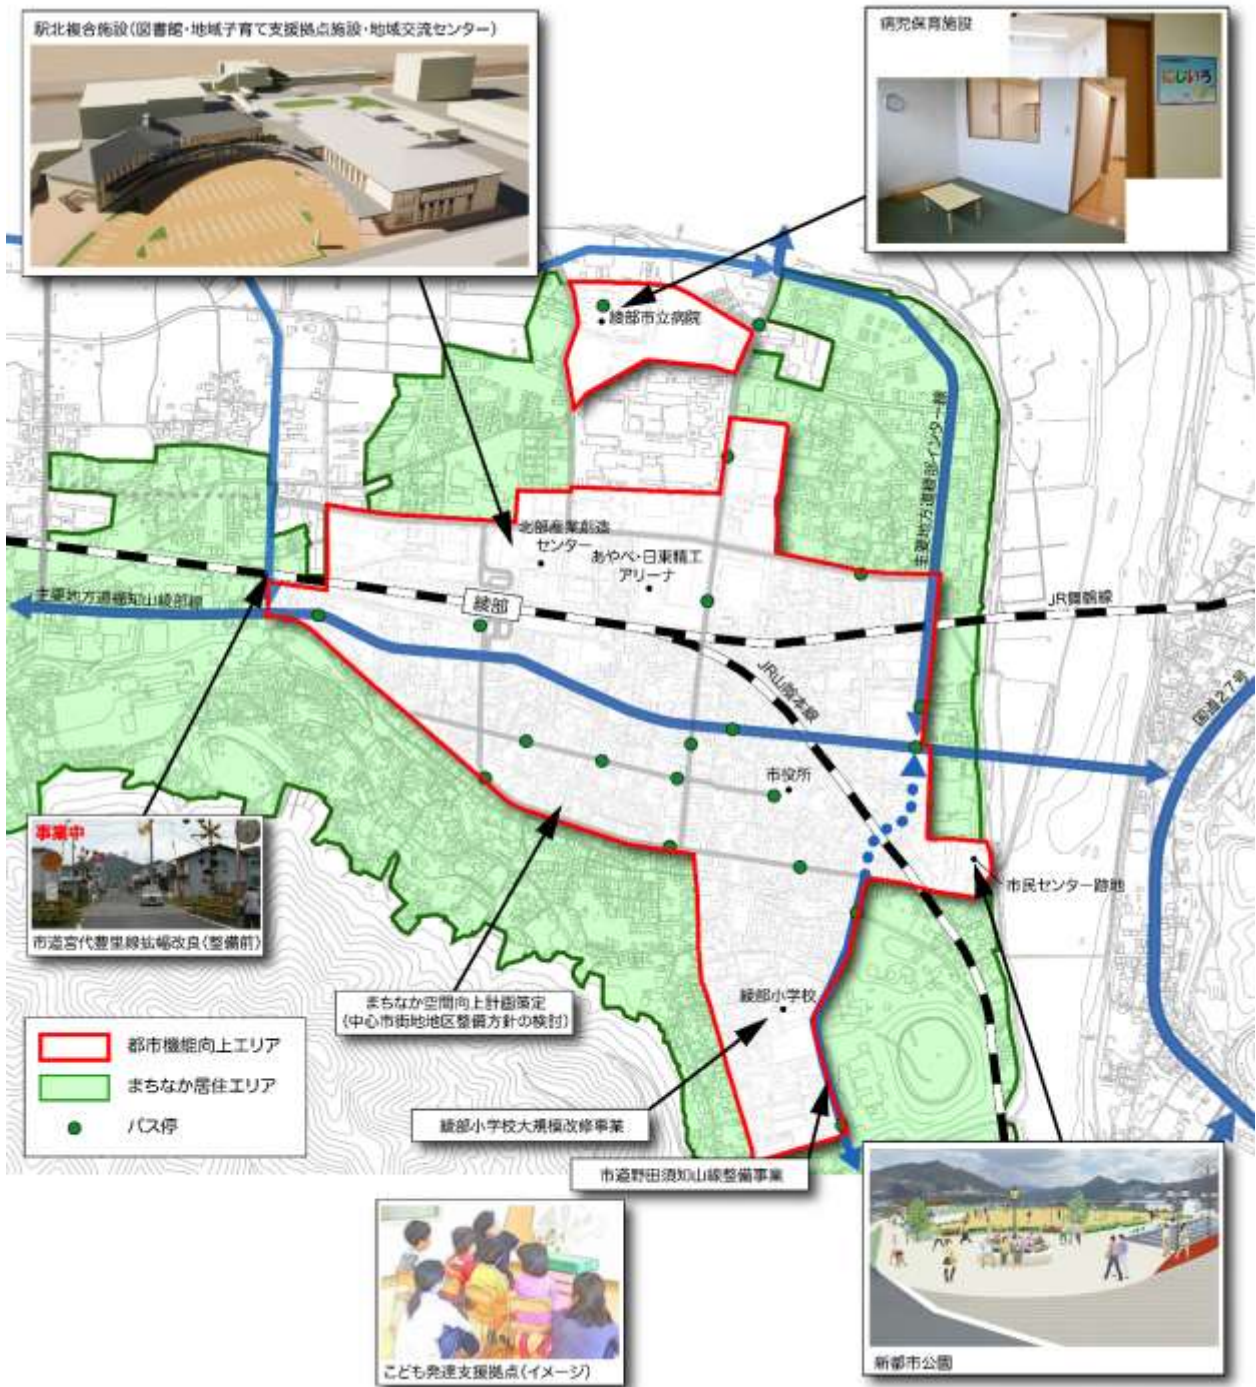 駅北複合施設(図書館・地域子育て支援拠点施設・地域交流センター)
病児保育施設
にじいろ
綾部市立病院
主要地方道綾部インター線
北部産業創造
センター
あやべ・日東精工
アリーナ
主要地方道福知山綾部線
綾部
JR舞鶴線
JR山陰本線
国道27号
市役所
事業中
市道宮代豊里線拡幅改良(整備前)
市民センター跡地
まちなか空間向上計画策定
(中心市街地地区整備方針の検討)
綾部小学校
都市機能向上エリア
まちなか居住エリア
バス停
綾部小学校大規模改修事業
市道野田須知山線整備事業
こども発達支援拠点(イメージ)
新都市公園